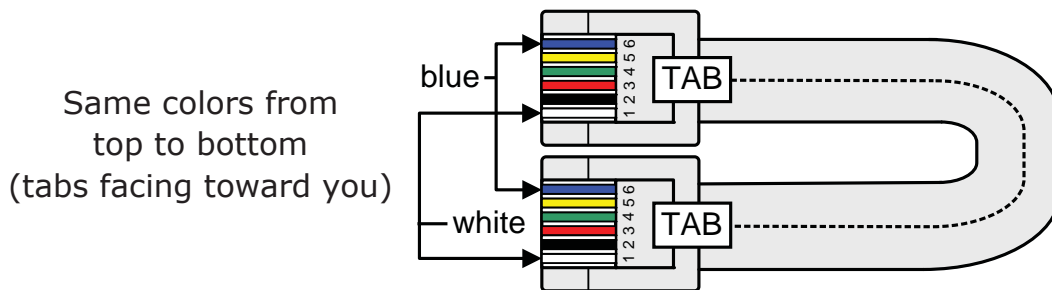 Same colors from
top to bottom
(tabs facing toward you)
blue
white
1 2 3 4 5 6
TAB
1 2 3 4 5 6
TAB